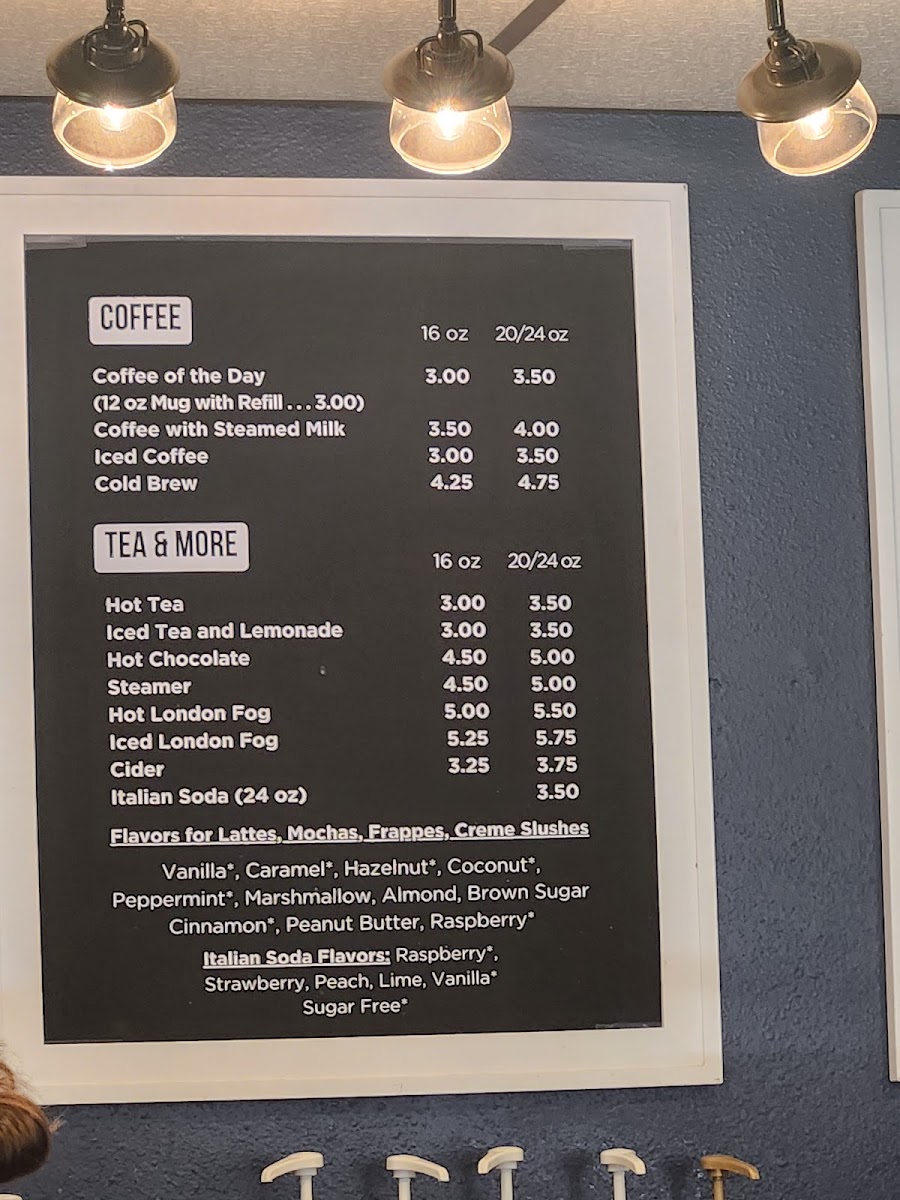 COFFEE 16 oz 20/24 oz
Coffee of the Day 3.00 3.50
(12 oz Mug with Refill . . . 3.00)
Coffee with Steamed Milk 3.50 4.00
Iced Coffee 3.00 3.50
Cold Brew 4.25 4.75
TEA & MORE 16 oz 20/24 oz
Hot Tea 3.00 3.50
Iced Tea and Lemonade 3.00 3.50
Hot Chocolate 4.50 5.00
Steamer 4.50 5.00
Hot London Fog 5.00 5.50
Iced London Fog 5.25 5.75
Cider 3.25 3.75
Italian Soda (24 oz) 3.50
Flavors for Lattes, Mochas, Frappes, Creme Slushes
Vanilla*, Caramel*, Hazelnut*, Coconut*,
Peppermint*, Marshmallow, Almond, Brown Sugar
Cinnamon*, Peanut Butter, Raspberry*
Italian Soda Flavors: Raspberry*,
Strawberry, Peach, Lime, Vanilla*
Sugar Free*